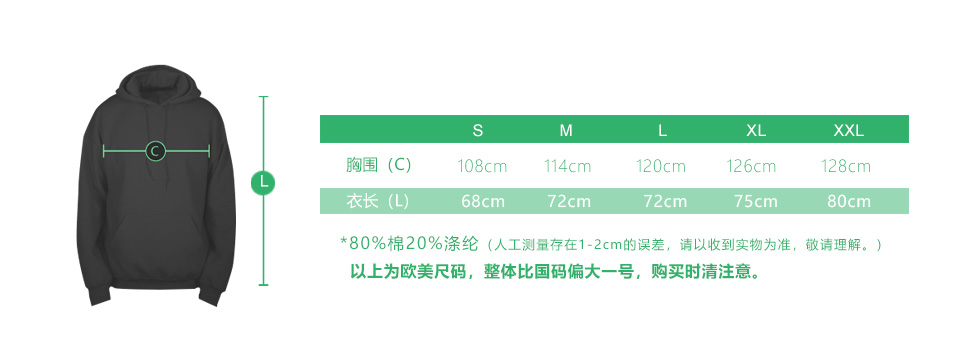 C
L
S M L XL XXL
胸围（C） 108cm 114cm 120cm 126cm 128cm
衣长（L） 68cm 72cm 72cm 75cm 80cm
*80%棉20%涤纶（人工测量存在1-2cm的误差，请以收到实物为准，敬请理解。）
以上为欧美尺码，整体比国码偏大一号，购买时清注意。